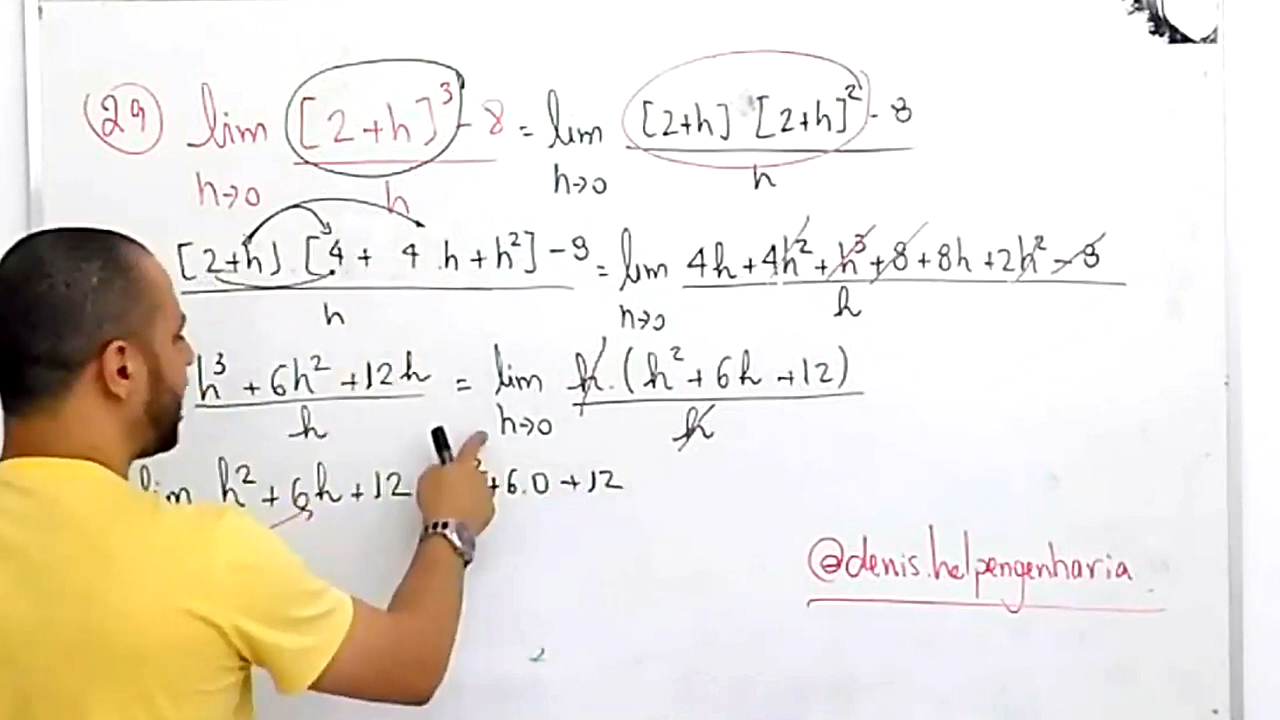 29) lim h→0 [2+h]³ - 8 / h = lim h→0 [2+h] [2+h]² - 8 / h
[2+h] . [4 + 4 .h + h²] - 8 / h = lim h→0 4h + 4h² + h³ + 8 + 8h + 2h² - 8 / h
h³ + 6h² + 12h / h = lim h→0 h . (h² + 6h + 12) / h
lim h² + 6h + 12 + 6.0 + 12
@denis.helpengenharia